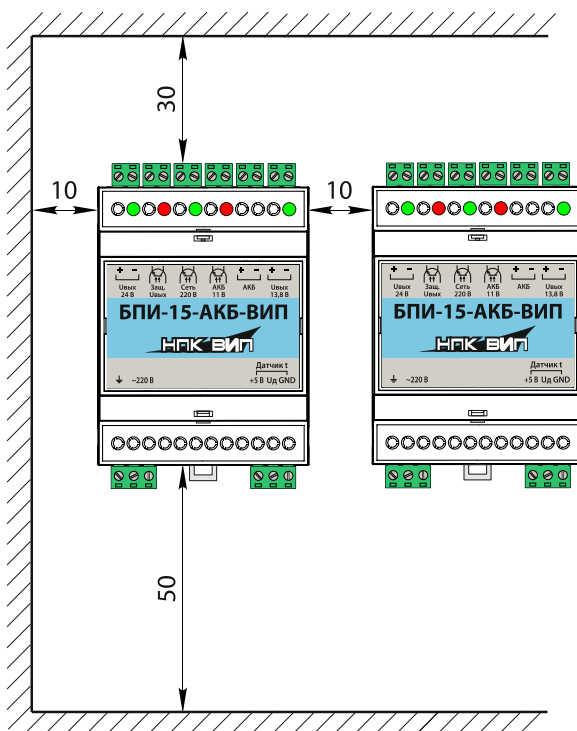 30
10
10
+ - + - + -
Uвых Защ. Сеть АКБ АКБ Uвых
24 В Uвых 220 В 11 В 13,8 В
БПИ-15-АКБ-ВИП
НПК ВИП
Датчик t
~220 В +5 В Uд GND
+ - + - + -
Uвых Защ. Сеть АКБ АКБ Uвых
24 В Uвых 220 В 11 В 13,8 В
БПИ-15-АКБ-ВИП
НПК ВИП
Датчик t
~220 В +5 В Uд GND
50